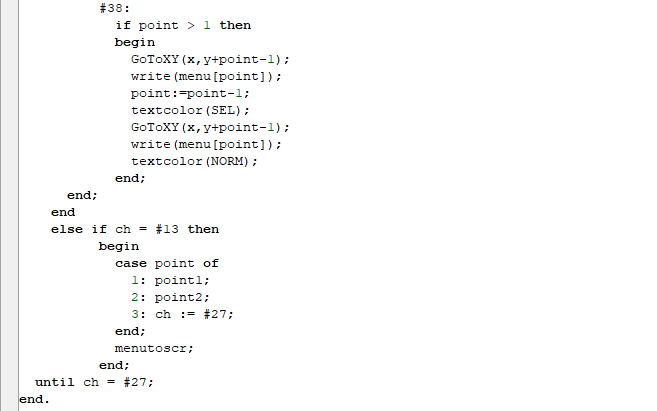 #38:
if point > 1 then
begin
GoToXY(x,y+point-1);
write(menu[point]);
point:=point-1;
textcolor(SEL);
GoToXY(x,y+point-1);
write(menu[point]);
textcolor(NORM);
end;
end;
end
else if ch = #13 then
begin
case point of
1: point1;
2: point2;
3: ch := #27;
end;
menutoscr;
end;
until ch = #27;
end.